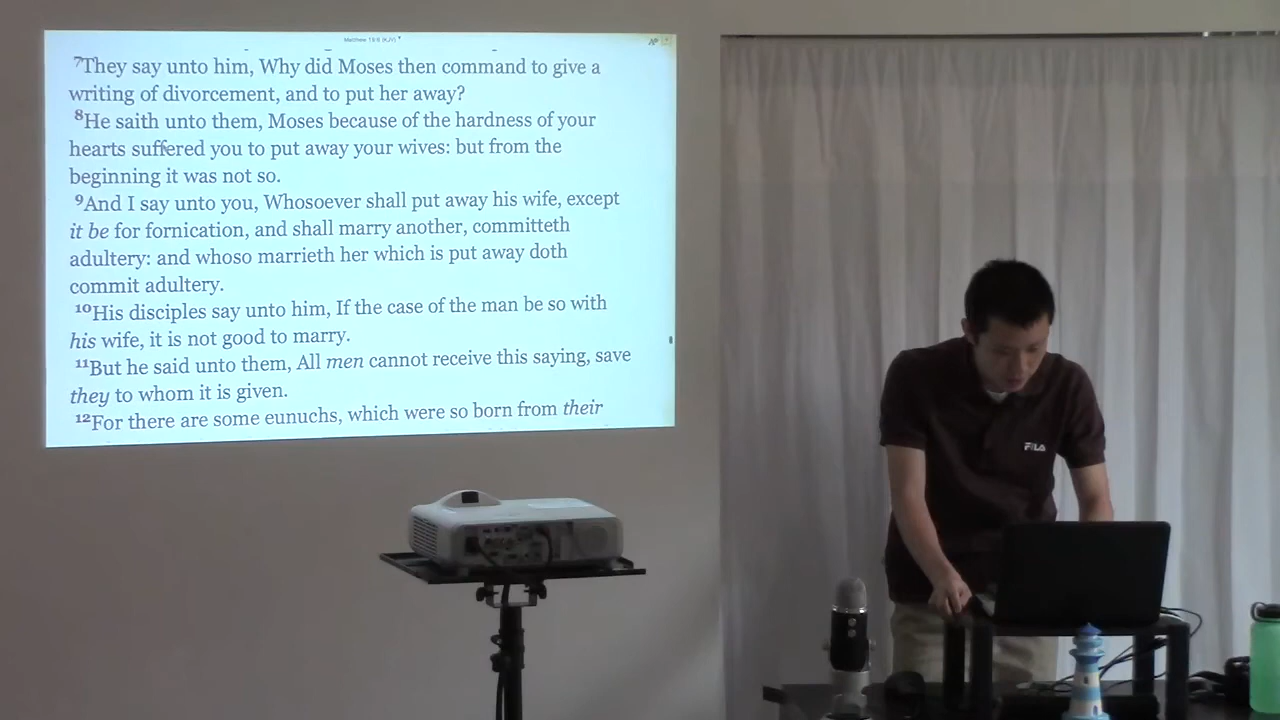 Matthew 19:8 (KJV)
7They say unto him, Why did Moses then command to give a
writing of divorcement, and to put her away?
8He saith unto them, Moses because of the hardness of your
hearts suffered you to put away your wives: but from the
beginning it was not so.
9And I say unto you, Whosoever shall put away his wife, except
it be for fornication, and shall marry another, committeth
adultery: and whoso marrieth her which is put away doth
commit adultery.
10His disciples say unto him, If the case of the man be so with
his wife, it is not good to marry.
11But he said unto them, All men cannot receive this saying, save
they to whom it is given.
12For there are some eunuchs, which were so born from their
FILA